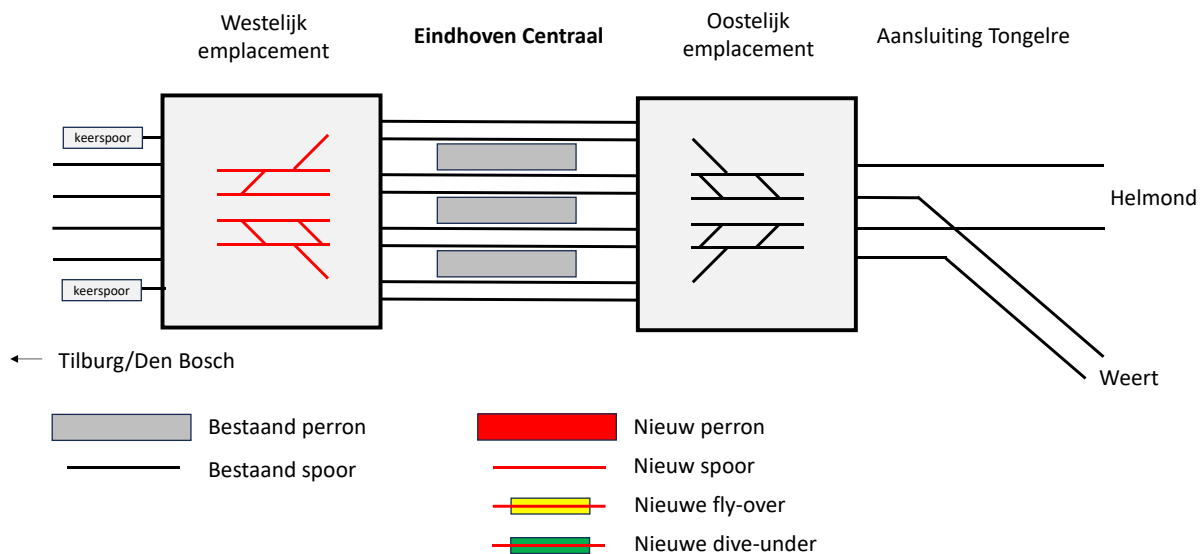 Westelijk
emplacement
Eindhoven Centraal
Oostelijk
emplacement
Aansluiting Tongelre
keerspoor
keerspoor
Helmond
Weert
Tilburg/Den Bosch
Bestaand perron
Bestaand spoor
Nieuw perron
Nieuw spoor
Nieuwe fly-over
Nieuwe dive-under